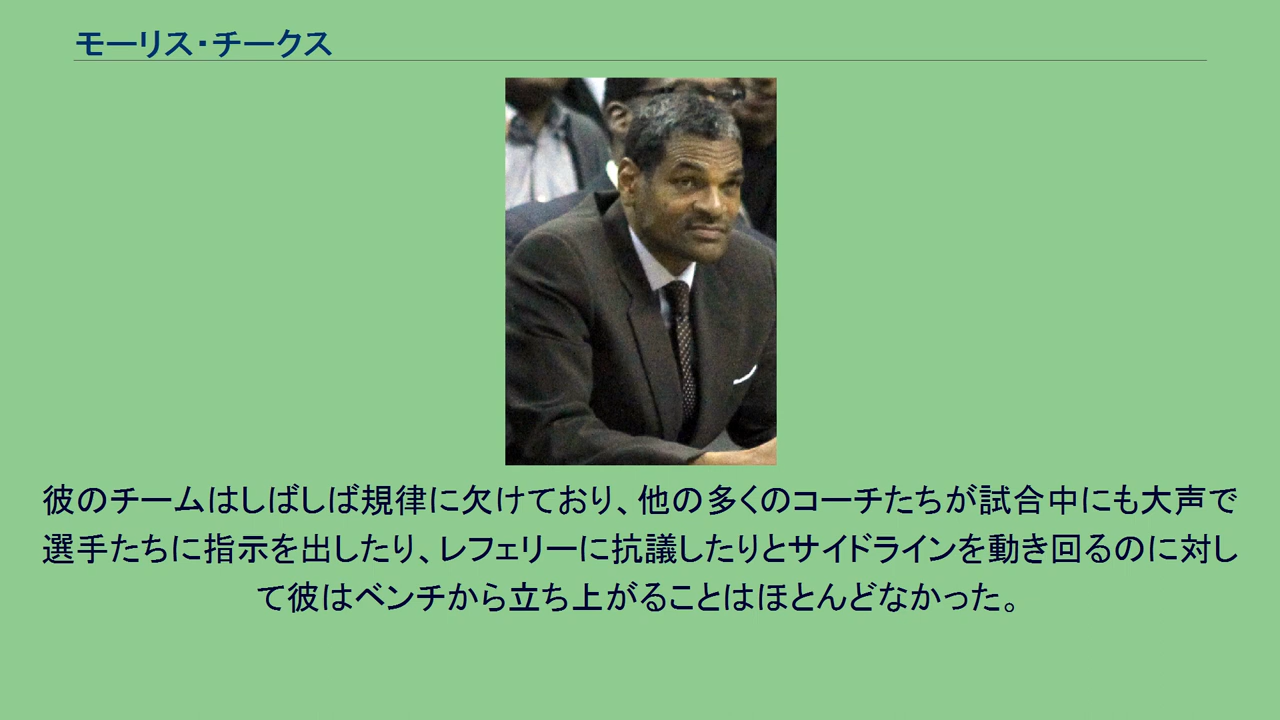 モーリス・チークス
彼のチームはしばしば規律に欠けており、他の多くのコーチたちが試合中にも大声で
選手たちに指示を出したり、レフェリーに抗議したりとサイドラインを動き回るのに対し
て彼はベンチから立ち上がることはほとんどなかった。